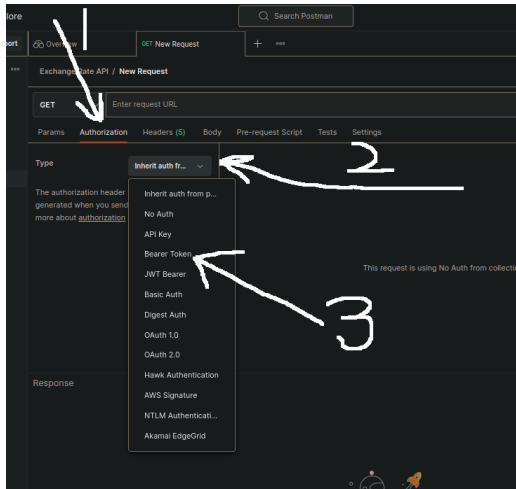 lore
Search Postman
port
Overview
GET New Request
+
Exchange Rate API / New Request
GET
Enter request URL
Params
Authorization
Headers (5)
Body
Pre-request Script
Tests
Settings
1
2
3
Type
Inherit auth fr...
The authorization header
generated when you send
more about authorization
Inherit auth from p...
No Auth
API Key
Bearer Token
JWT Bearer
Basic Auth
Digest Auth
OAuth 1.0
OAuth 2.0
Hawk Authentication
AWS Signature
NTLM Authenticati...
Akamai EdgeGrid
This request is using No Auth from collectio
Response